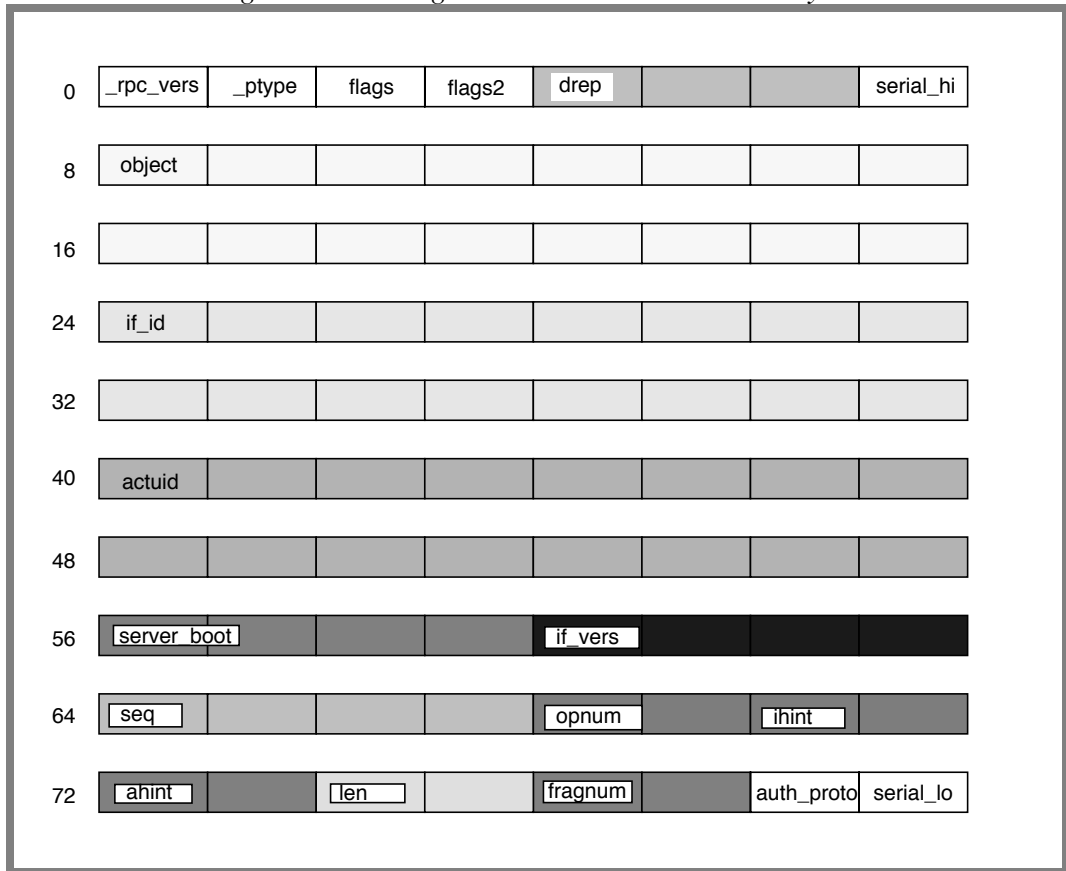 0 _rpc_vers _ptype flags flags2 drep serial_hi
8 object
16
24 if_id
32
40 actuid
48
56 server_boot if_vers
64 seq opnum ihint
72 ahint len fragnum auth_proto serial_lo